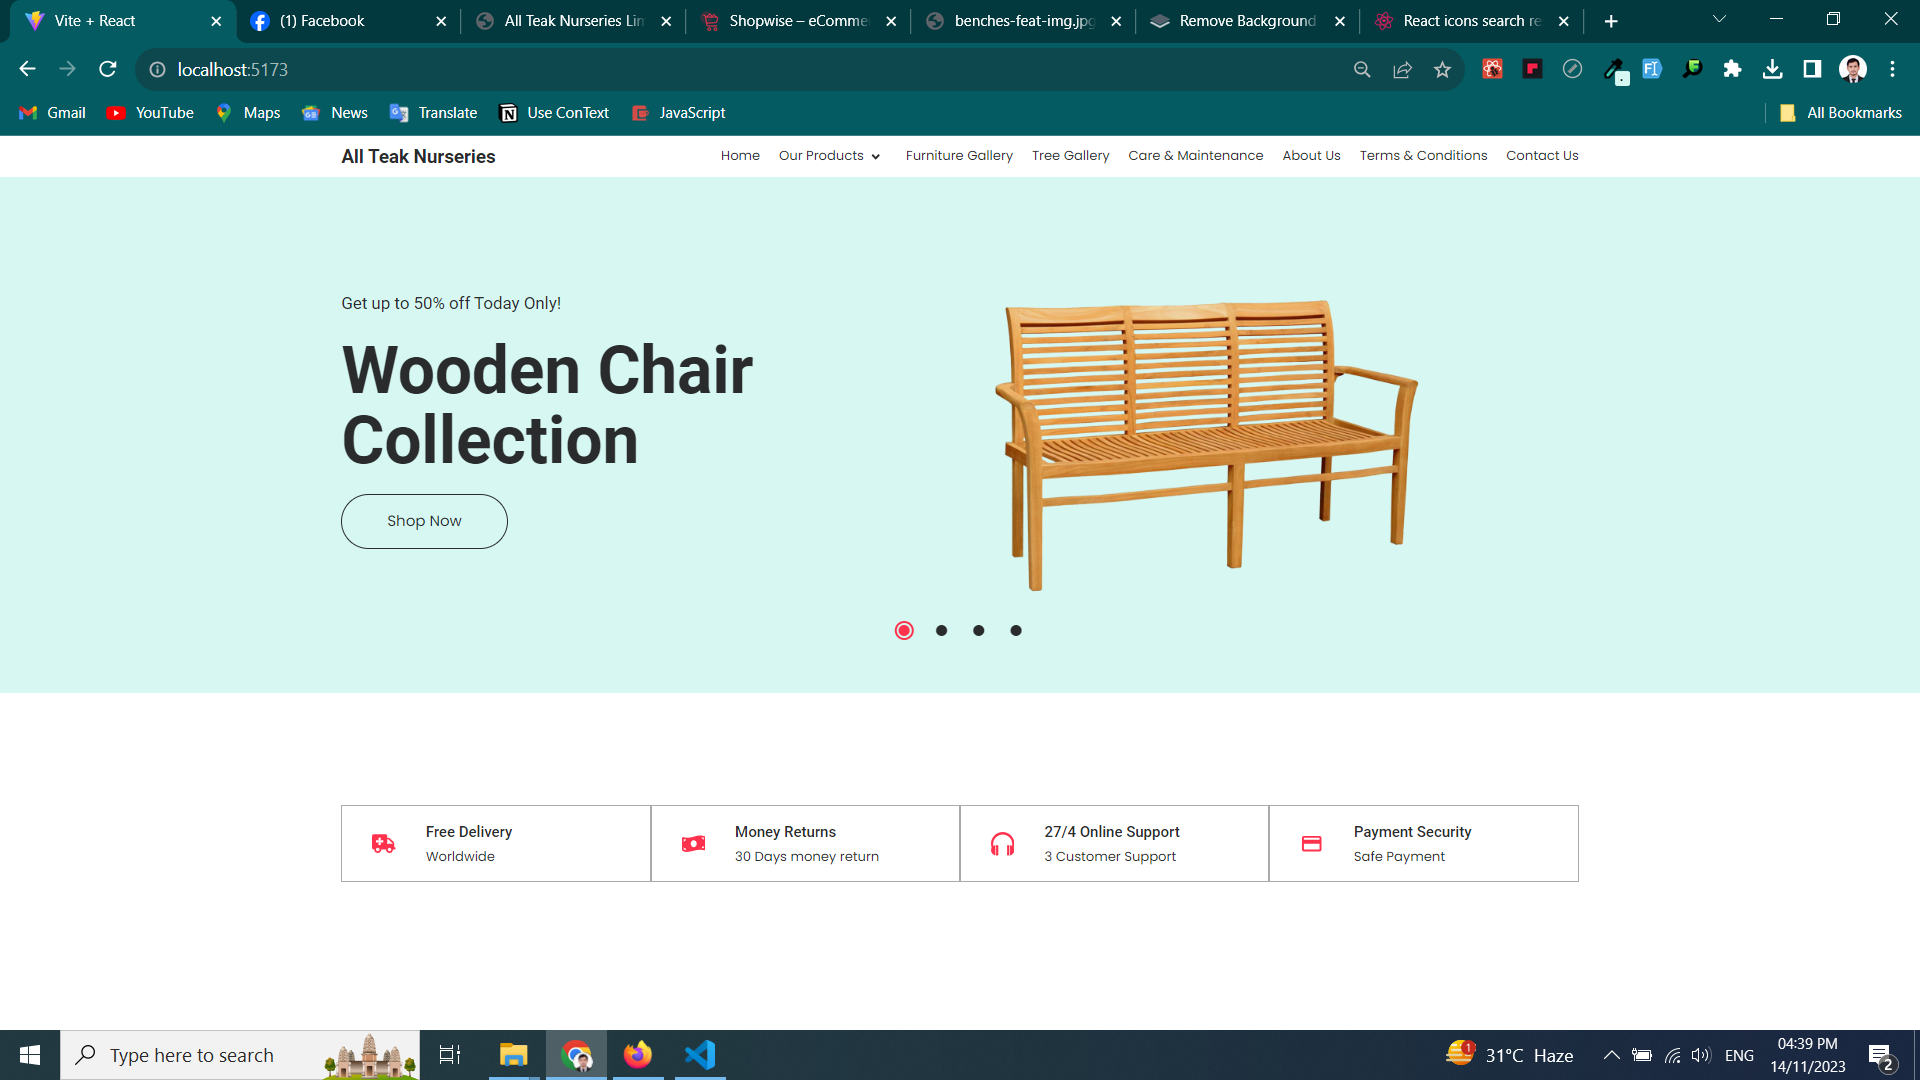 Vite + React
(1) Facebook
All Teak Nurseries Lim
Shopwise – eComme
benches-feat-img.jpg
Remove Background
React icons search re
localhost:5173
Gmail
YouTube
Maps
News
Translate
Use ConText
JavaScript
All Bookmarks
All Teak Nurseries
Home
Our Products
Furniture Gallery
Tree Gallery
Care & Maintenance
About Us
Terms & Conditions
Contact Us
Get up to 50% off Today Only!
Wooden Chair
Collection
Shop Now
Free Delivery
Worldwide
Money Returns
30 Days money return
27/4 Online Support
3 Customer Support
Payment Security
Safe Payment
Type here to search
1
31°C Haze
ENG
04:39 PM
14/11/2023
2